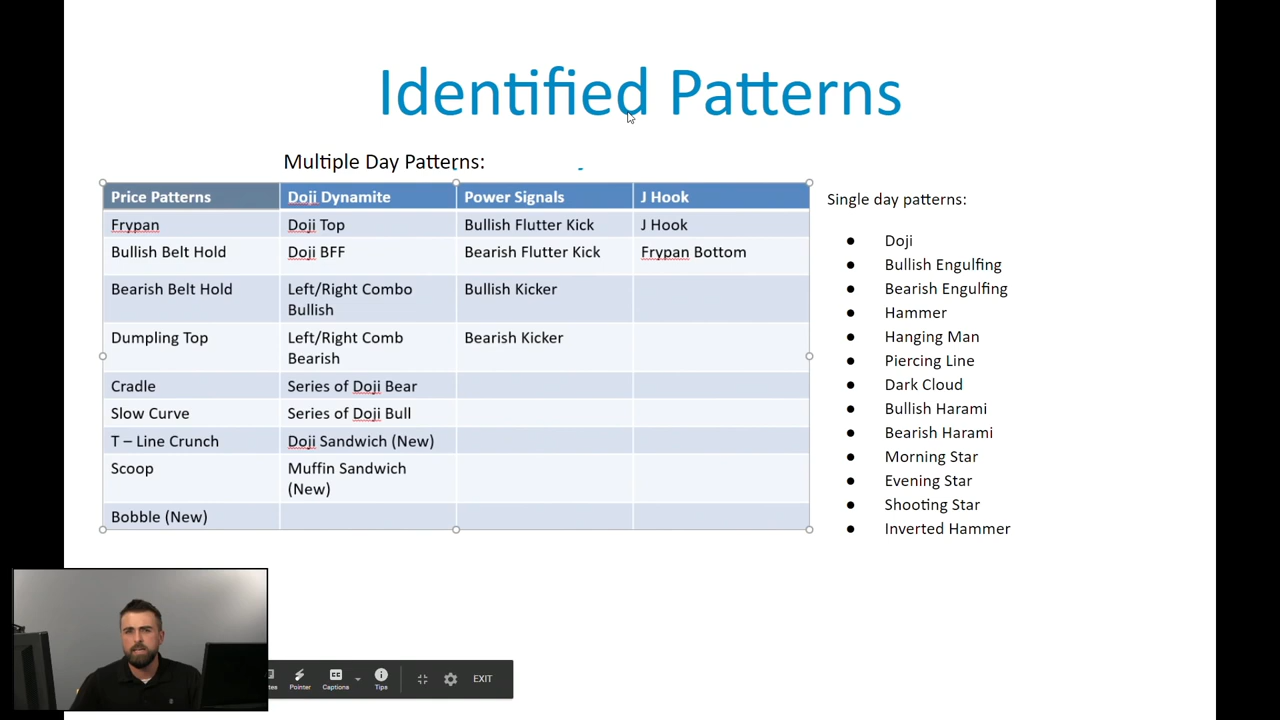 Identified Patterns
Multiple Day Patterns:
Price Patterns Doji Dynamite Power Signals J Hook
Frypan Doji Top Bullish Flutter Kick J Hook
Bullish Belt Hold Doji BFF Bearish Flutter Kick Frypan Bottom
Bearish Belt Hold Left/Right Combo Bullish Kicker
Bullish
Dumpling Top Left/Right Comb Bearish Kicker
Bearish
Cradle Series of Doji Bear
Slow Curve Series of Doji Bull
T – Line Crunch Doji Sandwich (New)
Scoop Muffin Sandwich
(New)
Bobble (New)
Single day patterns:
● Doji
● Bullish Engulfing
● Bearish Engulfing
● Hammer
● Hanging Man
● Piercing Line
● Dark Cloud
● Bullish Harami
● Bearish Harami
● Morning Star
● Evening Star
● Shooting Star
● Inverted Hammer
Pointer Captions Tips EXIT